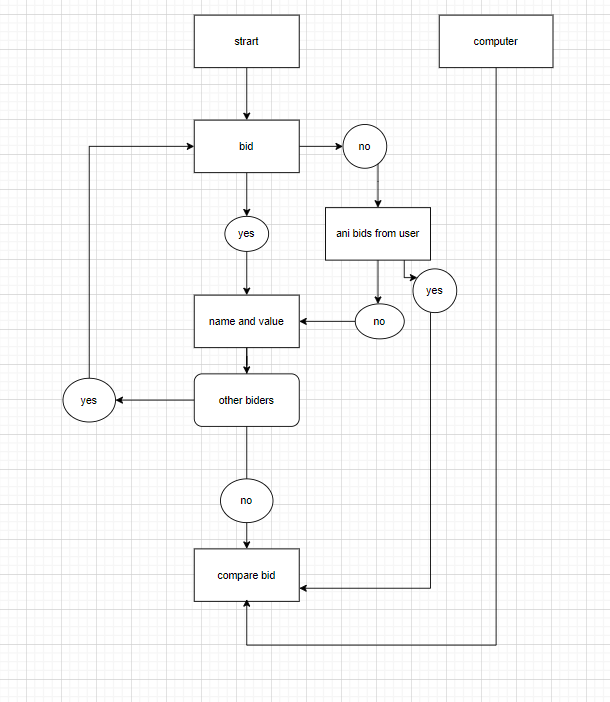 strart
computer
bid
no
yes
ani bids from user
yes
name and value
no
other biders
yes
no
compare bid